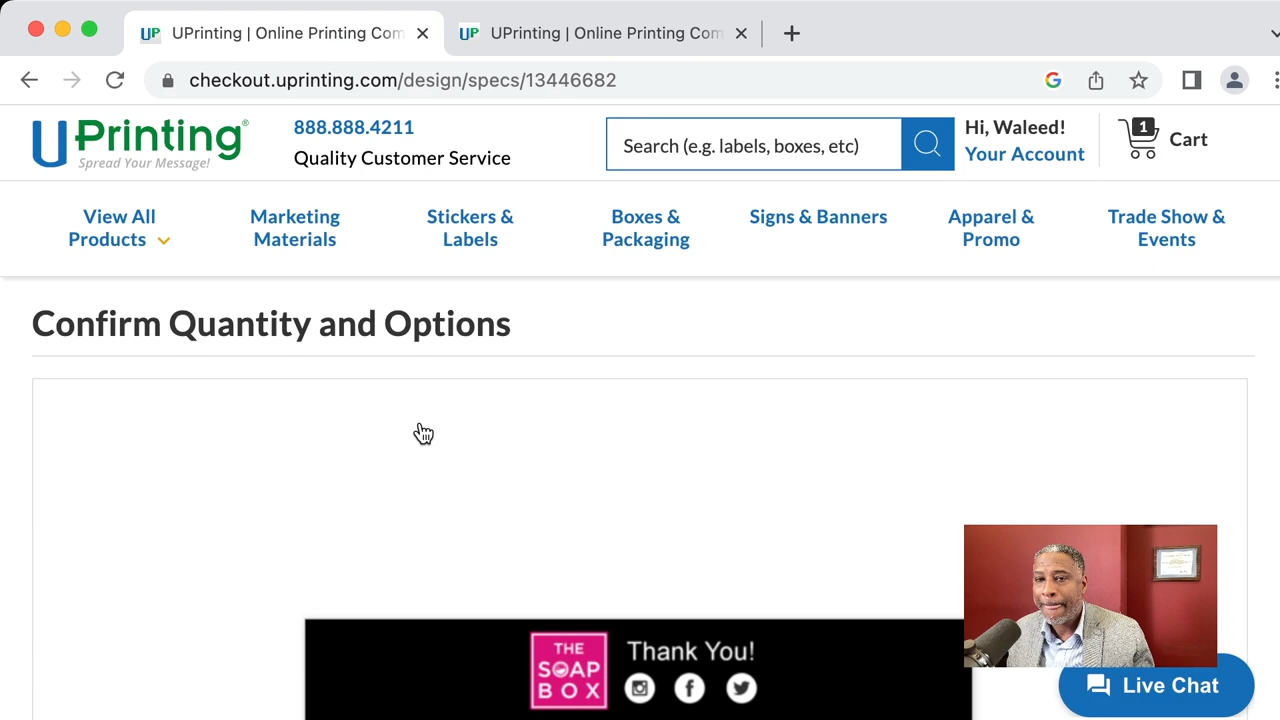 UPrinting | Online Printing Com
UPrinting | Online Printing Com
checkout.uprinting.com/design/specs/13446682
UPrinting®
Spread Your Message!
888.888.4211
Quality Customer Service
Search (e.g. labels, boxes, etc)
Hi, Waleed!
Your Account
1
Cart
View All
Products
Marketing
Materials
Stickers &
Labels
Boxes &
Packaging
Signs & Banners
Apparel &
Promo
Trade Show &
Events
Confirm Quantity and Options
THE
SOAP
BOX
Thank You!
Live Chat